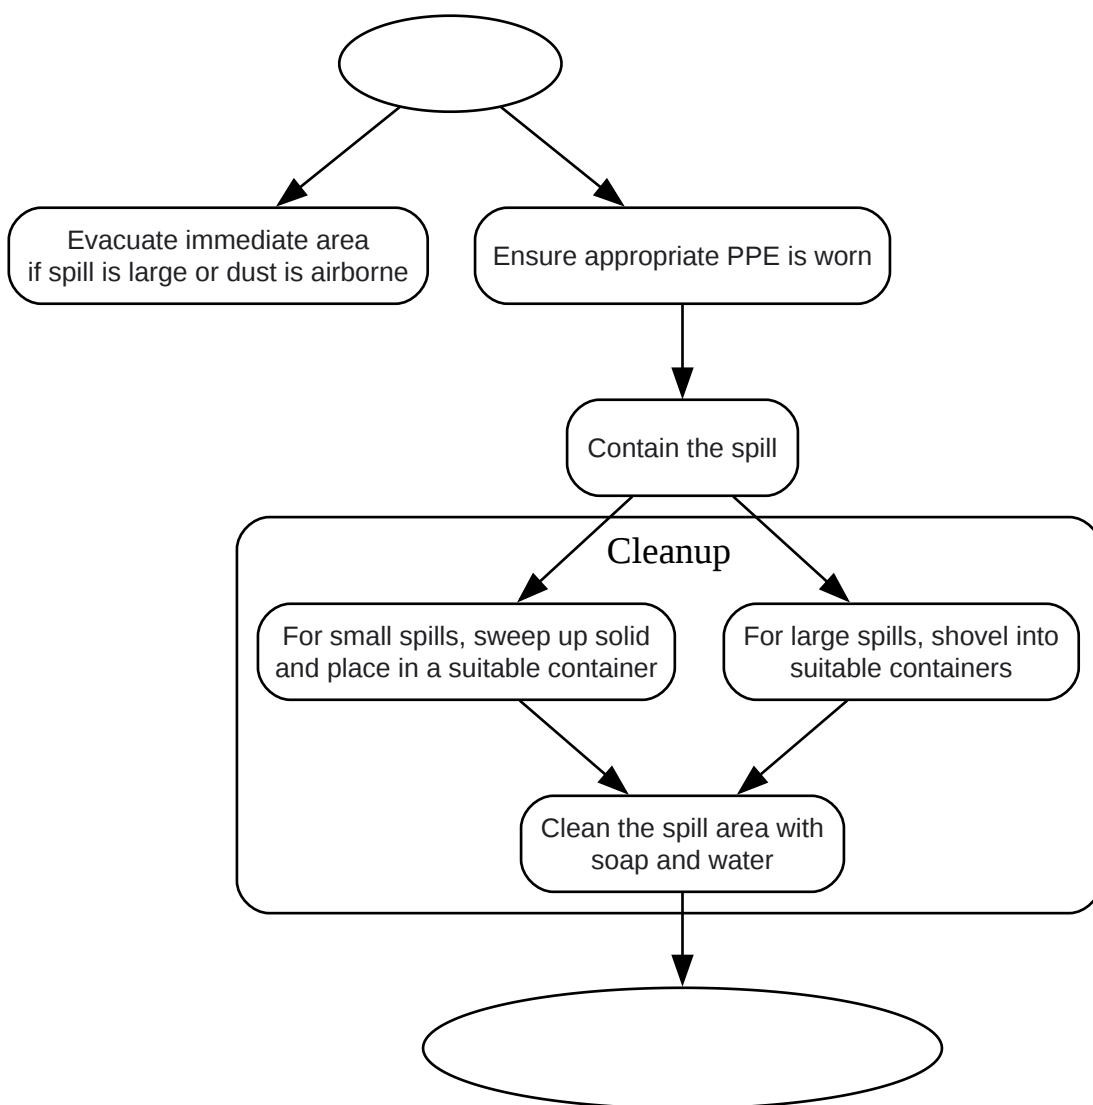 Evacuate immediate area
if spill is large or dust is airborne
Ensure appropriate PPE is worn
Contain the spill
Cleanup
For small spills, sweep up solid
and place in a suitable container
For large spills, shovel into
suitable containers
Clean the spill area with
soap and water